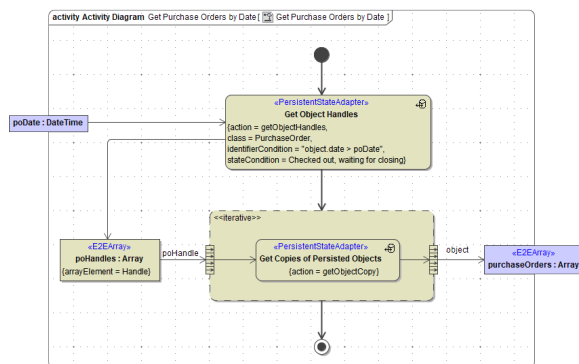 activity Activity Diagram Get Purchase Orders by Date [ Get Purchase Orders by Date ]
«PersistentStateAdapter»
Get Object Handles
{action = getObjectHandles,
class = PurchaseOrder,
identifierCondition = "object.date > poDate",
stateCondition = Checked out, waiting for closing}
poDate : DateTime
<<iterative>>
«E2EArray»
poHandles : Array
{arrayElement = Handle}
poHandle
«PersistentStateAdapter»
Get Copies of Persisted Objects
{action = getObjectCopy}
object
«E2EArray»
purchaseOrders : Array